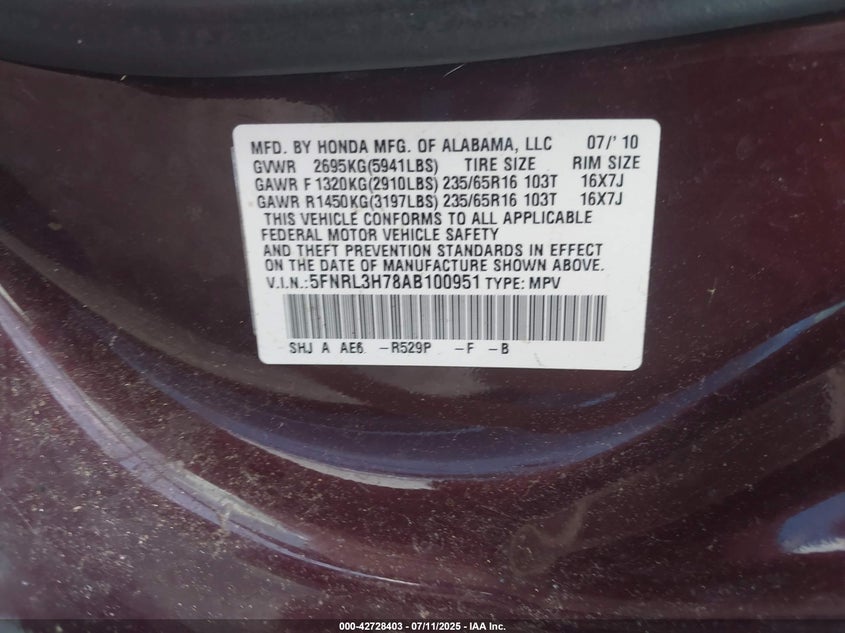 MFD. BY HONDA MFG. OF ALABAMA, LLC 07/'10
GVWR 2695KG(5941LBS) TIRE SIZE RIM SIZE
GAWR F 1320KG(2910LBS) 235/65R16 103T 16X7J
GAWR R1450KG(3197LBS) 235/65R16 103T 16X7J
THIS VEHICLE CONFORMS TO ALL APPLICABLE
FEDERAL MOTOR VEHICLE SAFETY
AND THEFT PREVENTION STANDARDS IN EFFECT
ON THE DATE OF MANUFACTURE SHOWN ABOVE.
V.I.N.:5FNRL3H78AB100951 TYPE: MPV
SHJ A AE6 -R529P -F -B
000-42728403 - 07/11/2025 - IAA Inc.